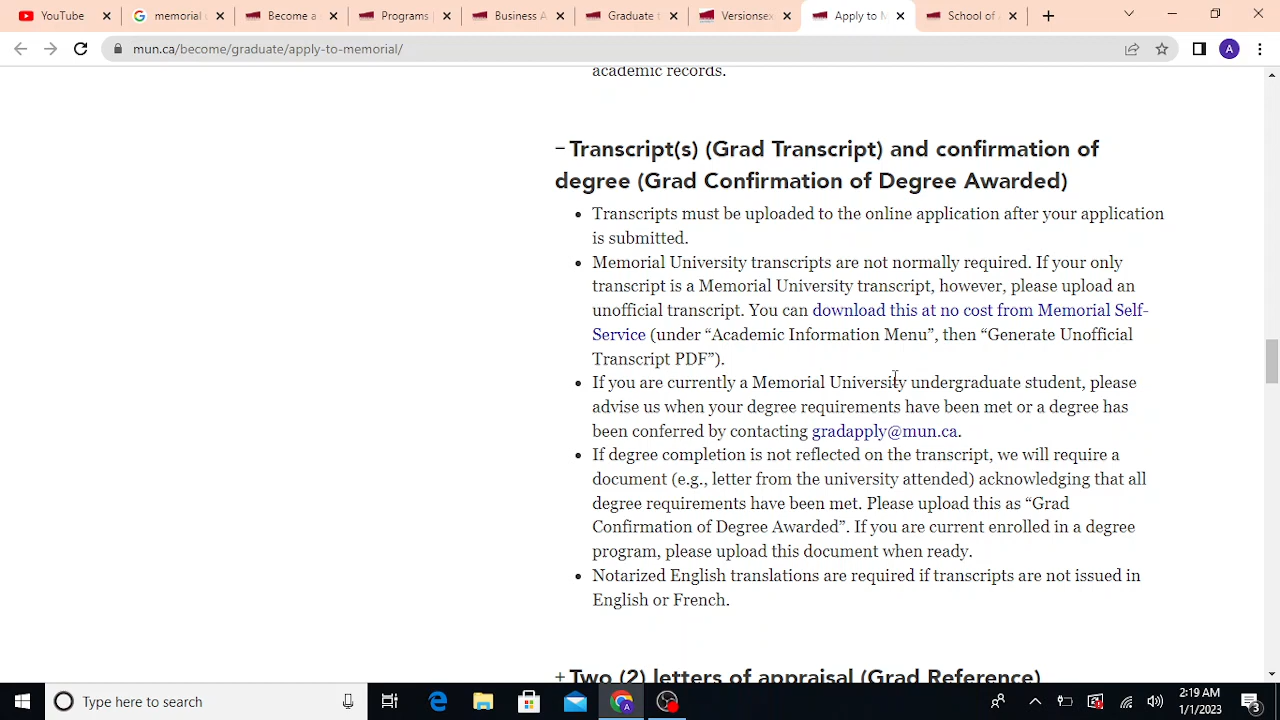 YouTube
memorial u
Become a
Programs |
Business A
Graduate t
Versionsex
Apply to M
School of
mun.ca/become/graduate/apply-to-memorial/
A
academic records.
− Transcript(s) (Grad Transcript) and confirmation of
degree (Grad Confirmation of Degree Awarded)
• Transcripts must be uploaded to the online application after your application
is submitted.
• Memorial University transcripts are not normally required. If your only
transcript is a Memorial University transcript, however, please upload an
unofficial transcript. You can download this at no cost from Memorial Self-
Service (under “Academic Information Menu”, then “Generate Unofficial
Transcript PDF”).
• If you are currently a Memorial University undergraduate student, please
advise us when your degree requirements have been met or a degree has
been conferred by contacting gradapply@mun.ca.
• If degree completion is not reflected on the transcript, we will require a
document (e.g., letter from the university attended) acknowledging that all
degree requirements have been met. Please upload this as “Grad
Confirmation of Degree Awarded”. If you are current enrolled in a degree
program, please upload this document when ready.
• Notarized English translations are required if transcripts are not issued in
English or French.
+ Two (2) letters of appraisal (Grad Reference)
Type here to search
2:19 AM
1/1/2023
3